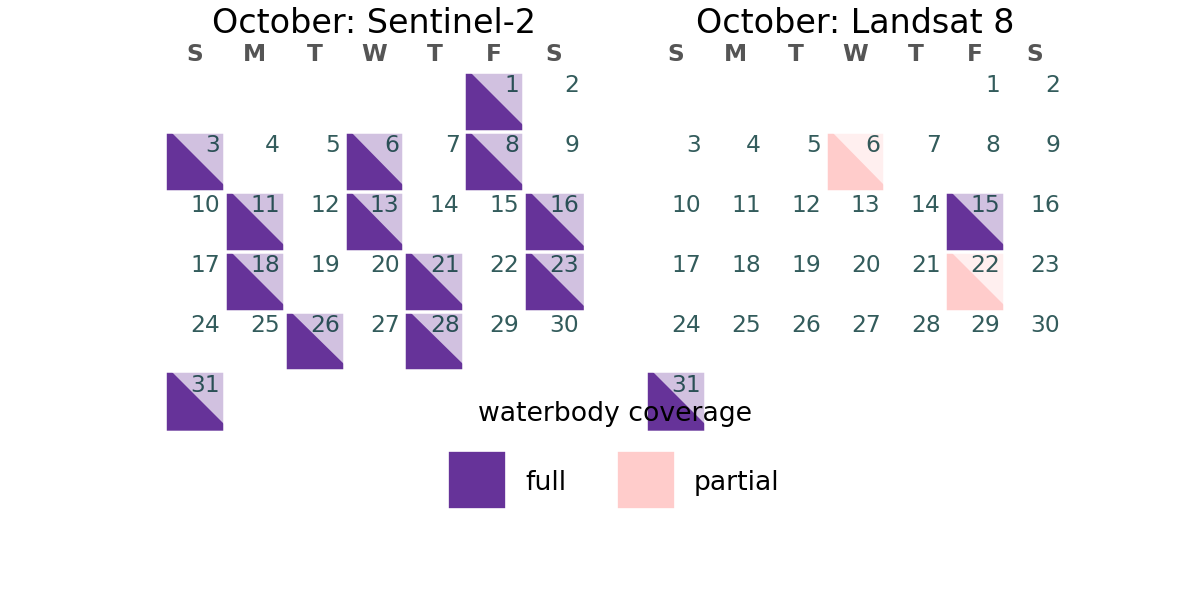 October: Sentinel-2
S M T W T F S
1 2
3 4 5 6 7 8 9
10 11 12 13 14 15 16
17 18 19 20 21 22 23
24 25 26 27 28 29 30
31
October: Landsat 8
S M T W T F S
1 2
3 4 5 6 7 8 9
10 11 12 13 14 15 16
17 18 19 20 21 22 23
24 25 26 27 28 29 30
31
waterbody coverage
full partial